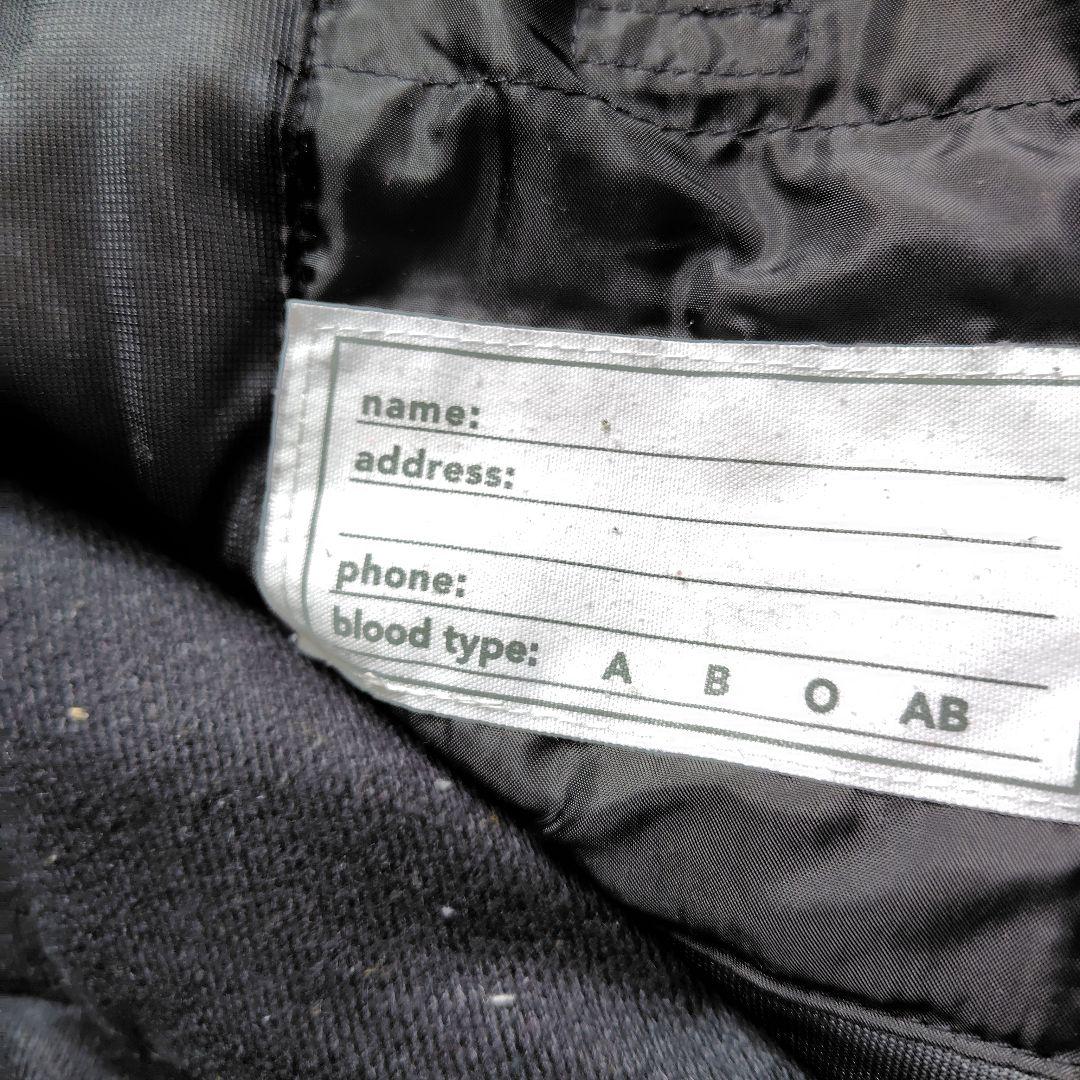 name:
address:
phone:
blood type: A B O AB